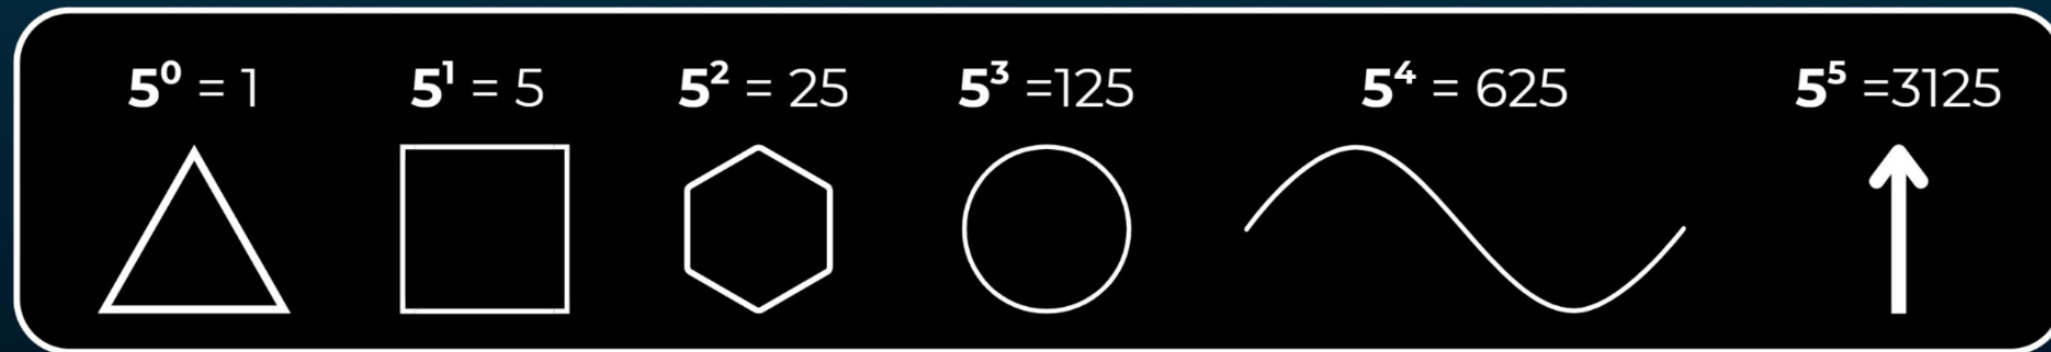 5⁰ = 1 5¹ = 5 5² = 25 5³ =125 5⁴ = 625 5⁵ =3125